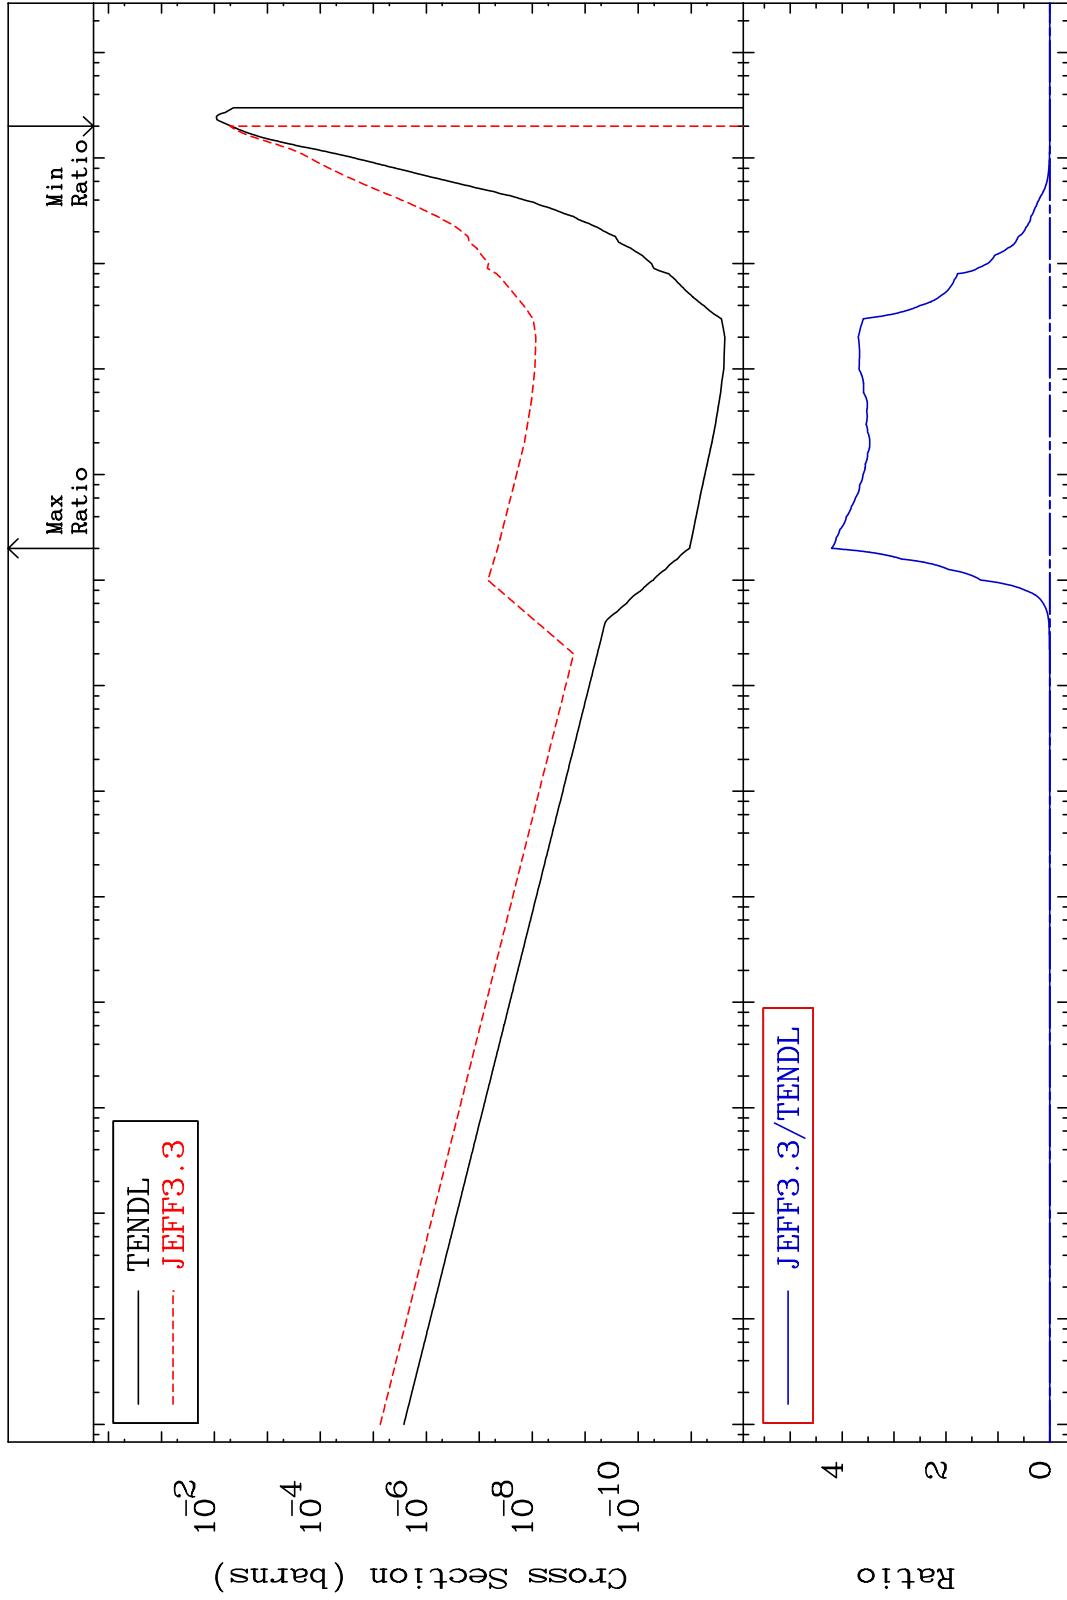 Max
Ratio
Min
Ratio
TENDL
JEFF3.3
10⁻²
10⁻⁴
10⁻⁶
10⁻⁸
10⁻¹⁰
Cross Section (barns)
JEFF3.3/TENDL
4
2
0
Ratio